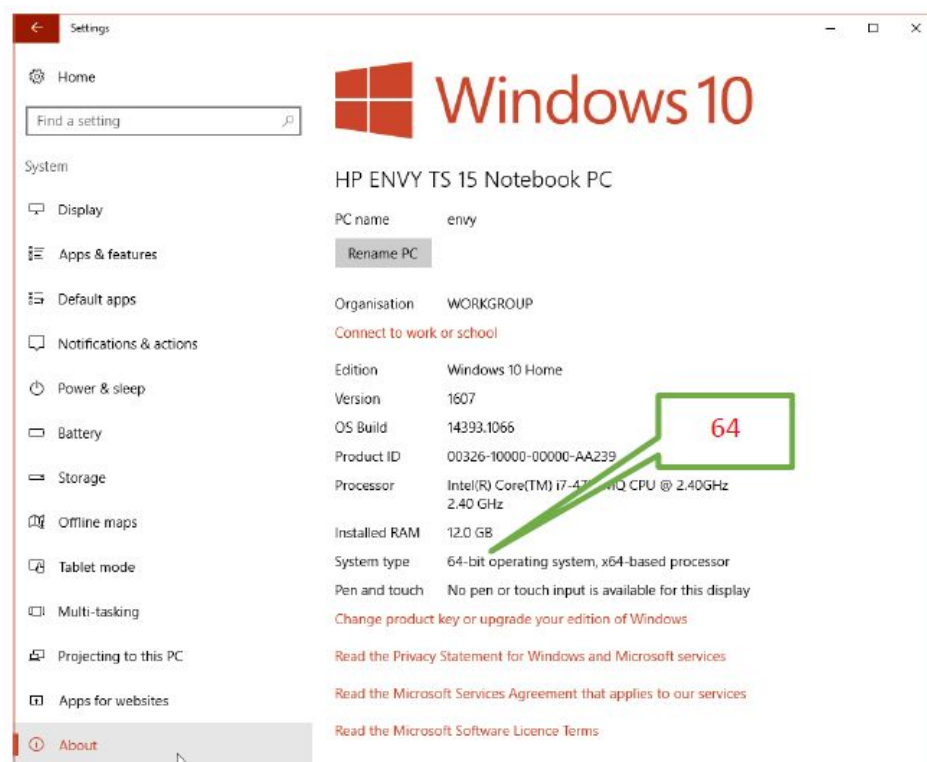 Settings
Home
Find a setting
System
Display
Apps & features
Default apps
Notifications & actions
Power & sleep
Battery
Storage
Offline maps
Tablet mode
Multi-tasking
Projecting to this PC
Apps for websites
About
Windows 10
HP ENVY TS 15 Notebook PC
PC name envy
Rename PC
Organisation WORKGROUP
Connect to work or school
Edition Windows 10 Home
Version 1607
OS Build 14393.1066
Product ID 00326-10000-00000-AA239
Processor Intel(R) Core(TM) CPU @ 2.40GHz
2.40 GHz
Installed RAM 12.0 GB
System type 64-bit operating system, x64-based processor
Pen and touch No pen or touch input is available for this display
Change product key or upgrade your edition of Windows
Read the Privacy Statement for Windows and Microsoft services
Read the Microsoft Services Agreement that applies to our services
Read the Microsoft Software Licence Terms
64